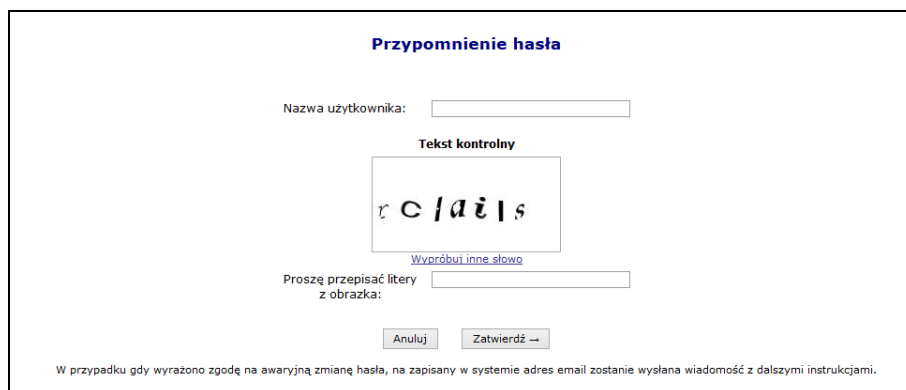 Przypomnienie hasła
Nazwa użytkownika:
Tekst kontrolny
Wypróbuj inne słowo
Proszę przepisać litery
z obrazka:
Anuluj
Zatwierdź →
W przypadku gdy wyrażono zgodę na awaryjną zmianę hasła, na zapisany w systemie adres email zostanie wysłana wiadomość z dalszymi instrukcjami.